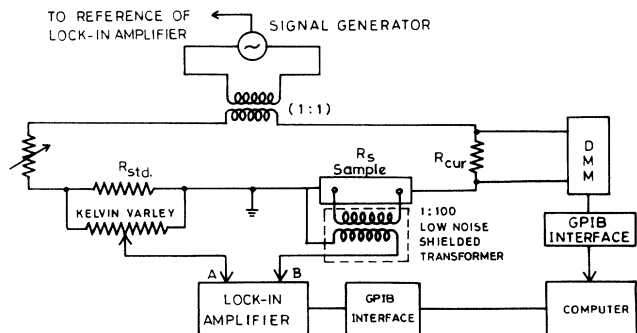 TO REFERENCE OF
LOCK-IN AMPLIFIER
SIGNAL GENERATOR
(1:1)
Rstd.
KELVIN VARLEY
Rs
Sample
Rcur
DMM
1:100
LOW NOISE
SHIELDED
TRANSFORMER
GPIB
INTERFACE
A
B
LOCK-IN
AMPLIFIER
GPIB
INTERFACE
COMPUTER